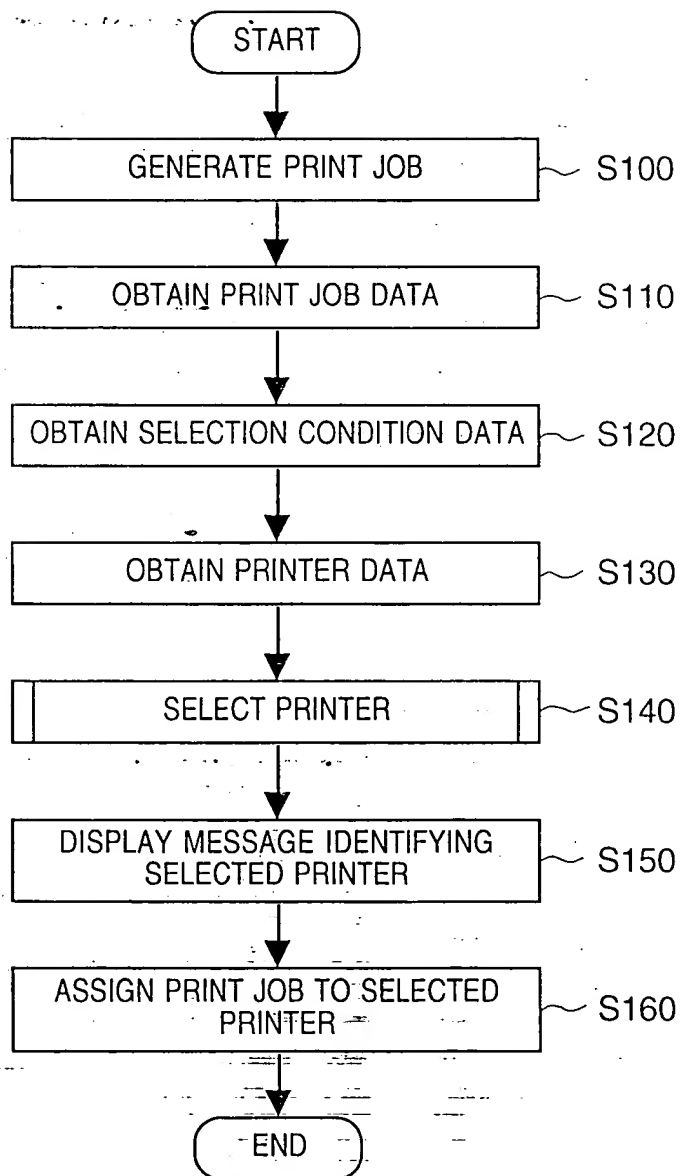 START
GENERATE PRINT JOB S100
OBTAIN PRINT JOB DATA S110
OBTAIN SELECTION CONDITION DATA S120
OBTAIN PRINTER DATA S130
SELECT PRINTER S140
DISPLAY MESSAGE IDENTIFYING
SELECTED PRINTER S150
ASSIGN PRINT JOB TO SELECTED
PRINTER S160
END